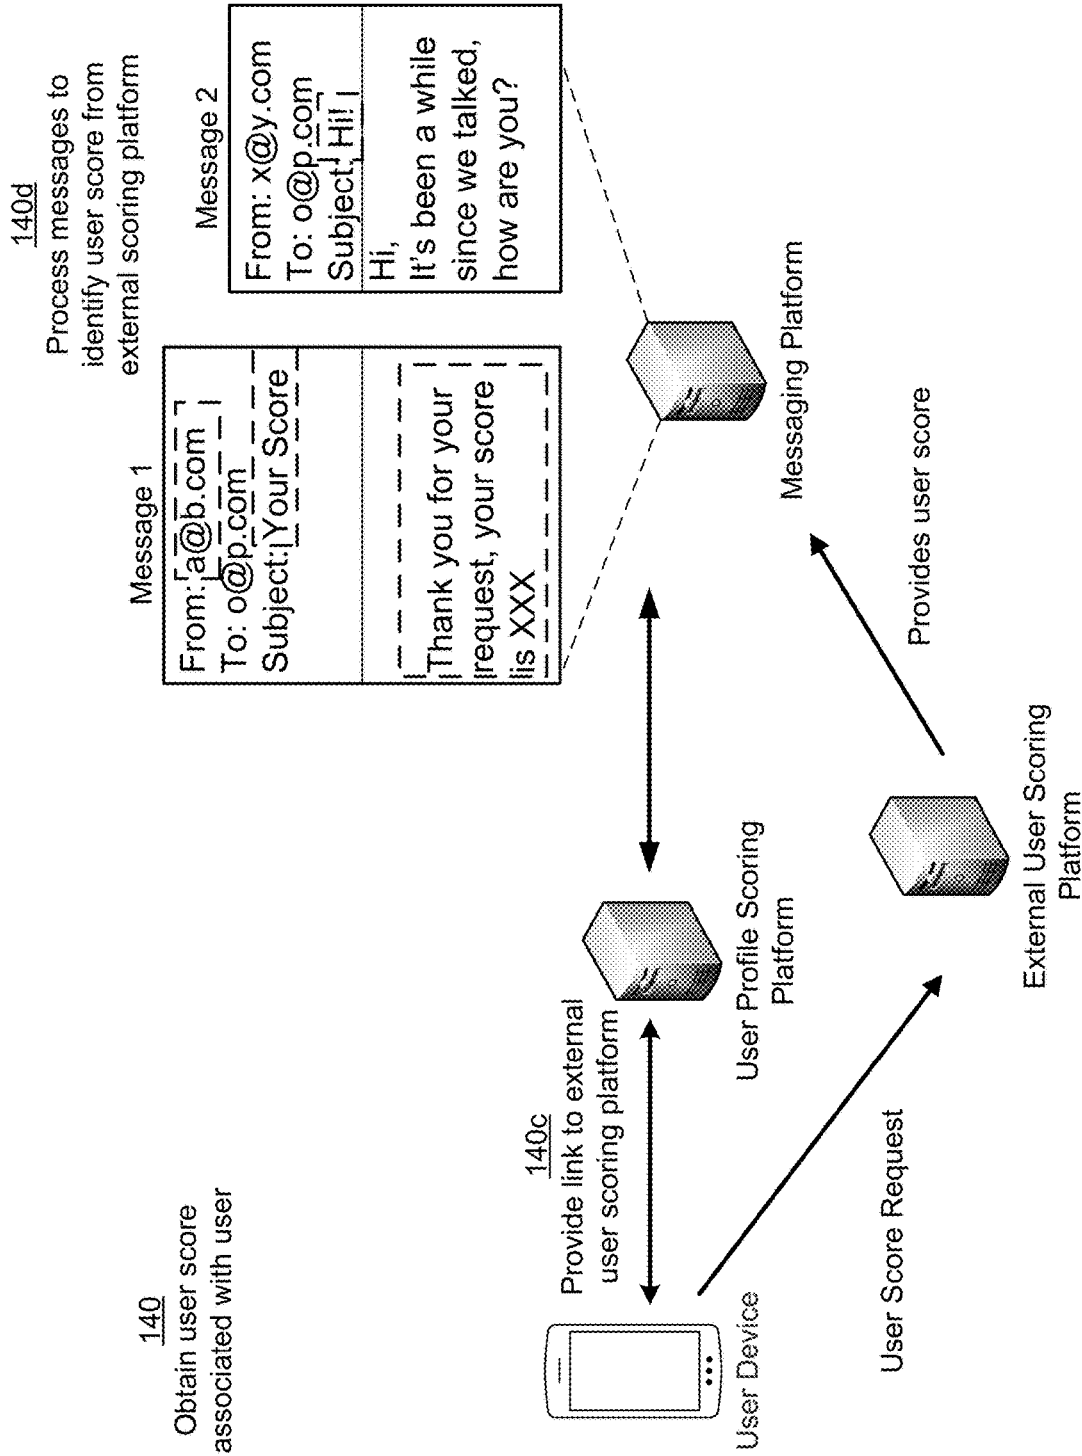 140
Obtain user score
associated with user
140d
Process messages to
identify user score from
external scoring platform
Message 1
From: a@b.com
To: o@p.com
Subject: Your Score
Thank you for your
request, your score
is XXX
Message 2
From: x@y.com
To: o@p.com
Subject: Hi!
Hi,
It's been a while
since we talked,
how are you?
140c
Provide link to external
user scoring platform
User Device
User Profile Scoring
Platform
Messaging Platform
User Score Request
Provides user score
External User Scoring
Platform